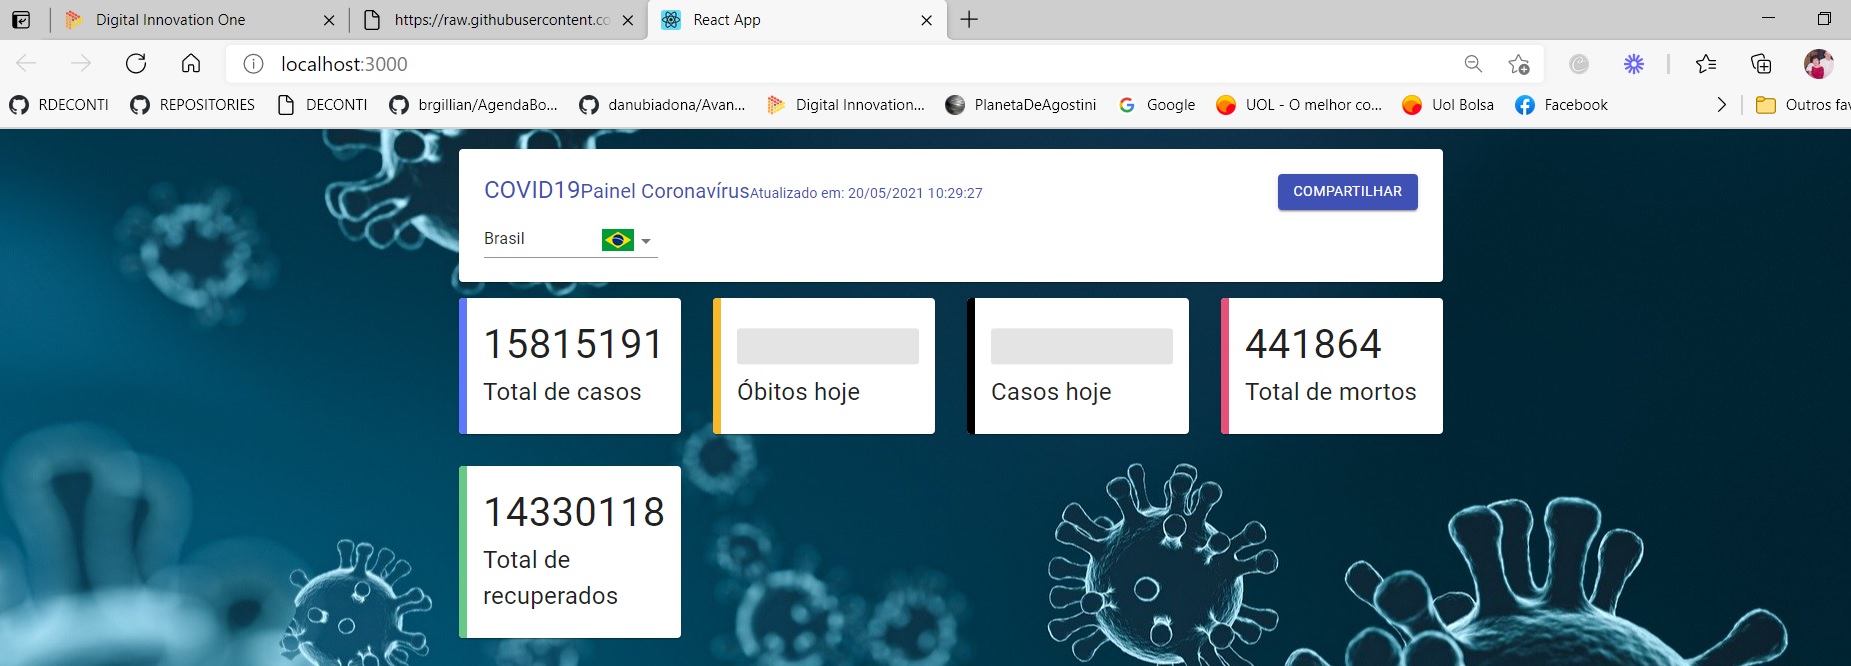 Digital Innovation One
https://raw.githubusercontent.co
React App
localhost:3000
RDECONTI
REPOSITORIES
DECONTI
brgillian/AgendaBo...
danubiadona/Avan...
Digital Innovation...
PlanetaDeAgostini
Google
UOL - O melhor co...
Uol Bolsa
Facebook
Outros fav
COVID19Painel CoronavírusAtualizado em: 20/05/2021 10:29:27
COMPARTILHAR
Brasil
15815191
Total de casos
Óbitos hoje
Casos hoje
441864
Total de mortos
14330118
Total de
recuperados